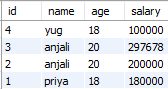 id name age salary
4 yug 18 100000
3 anjali 20 297678
2 anjali 20 200000
1 priya 18 180000